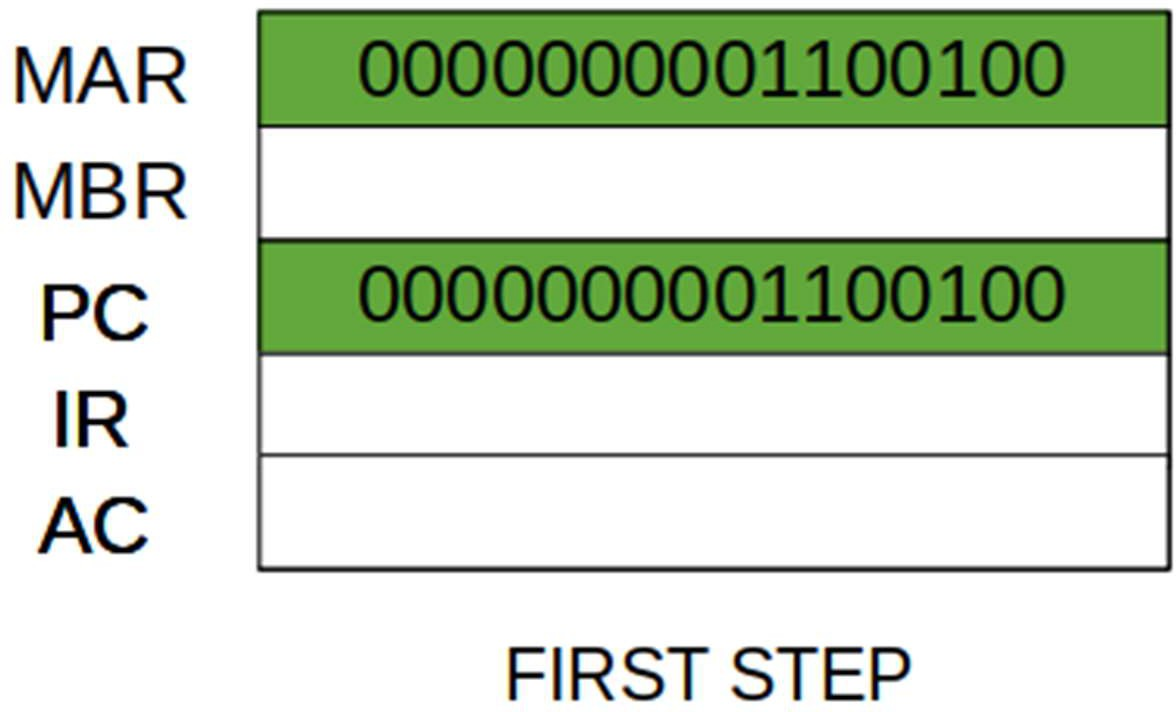 MAR 0000000001100100
MBR
PC 0000000001100100
IR
AC
FIRST STEP